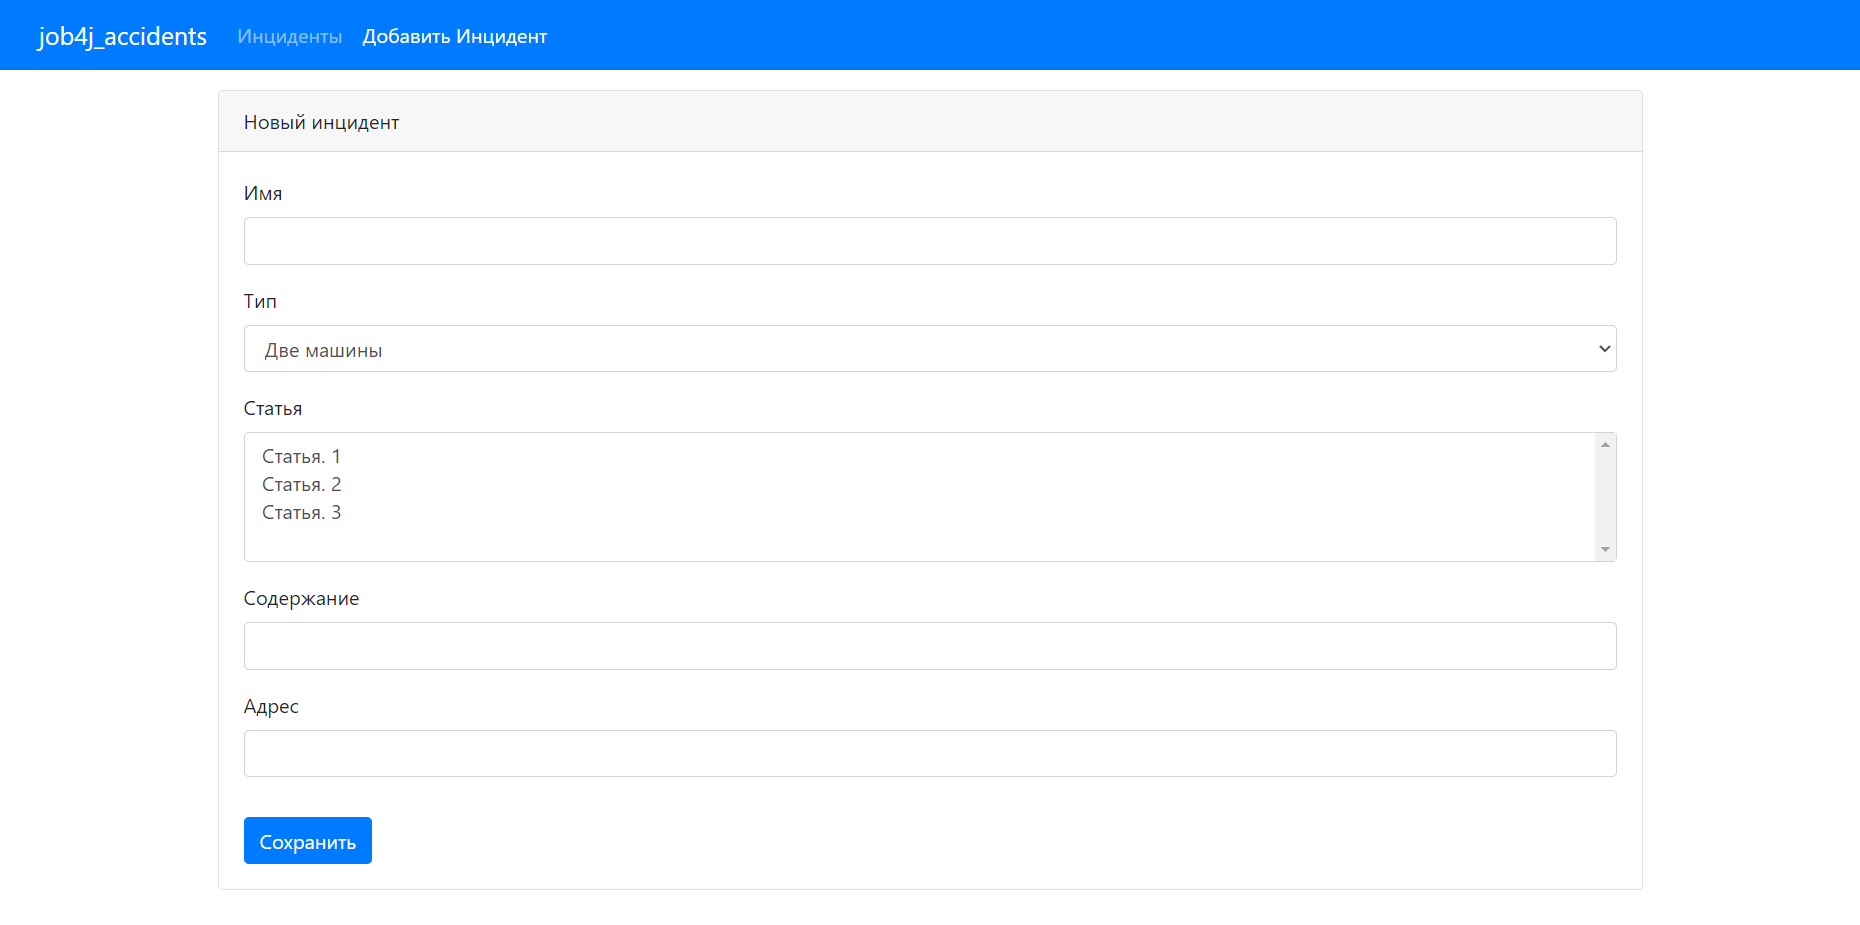 job4j_accidents Инциденты Добавить Инцидент
Новый инцидент
Имя
Тип
Две машины
Статья
Статья. 1
Статья. 2
Статья. 3
Содержание
Адрес
Сохранить